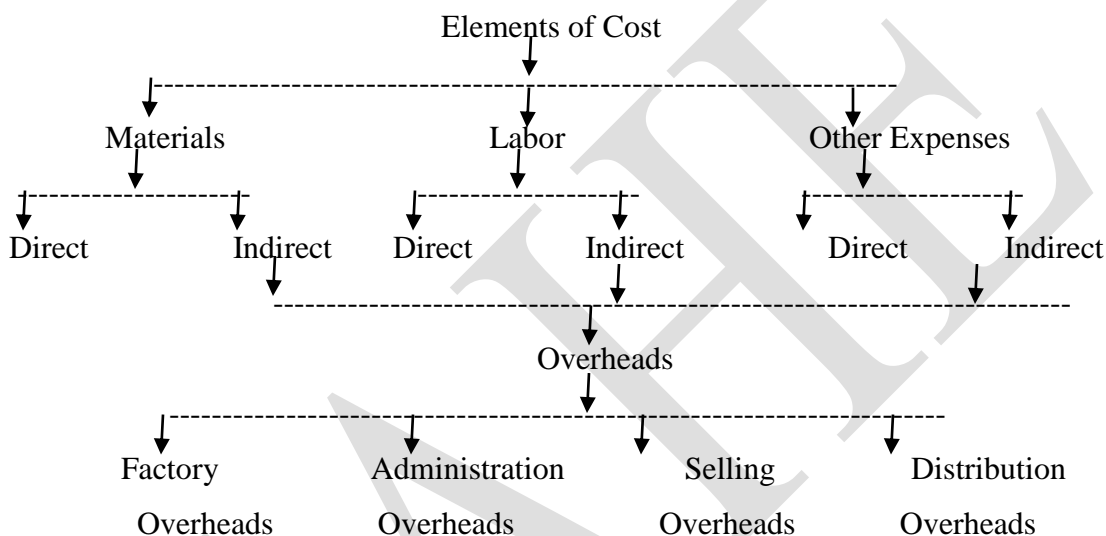 Elements of Cost
Materials Labor Other Expenses
Direct Indirect Direct Indirect Direct Indirect
Overheads
Factory Administration Selling Distribution
Overheads Overheads Overheads Overheads